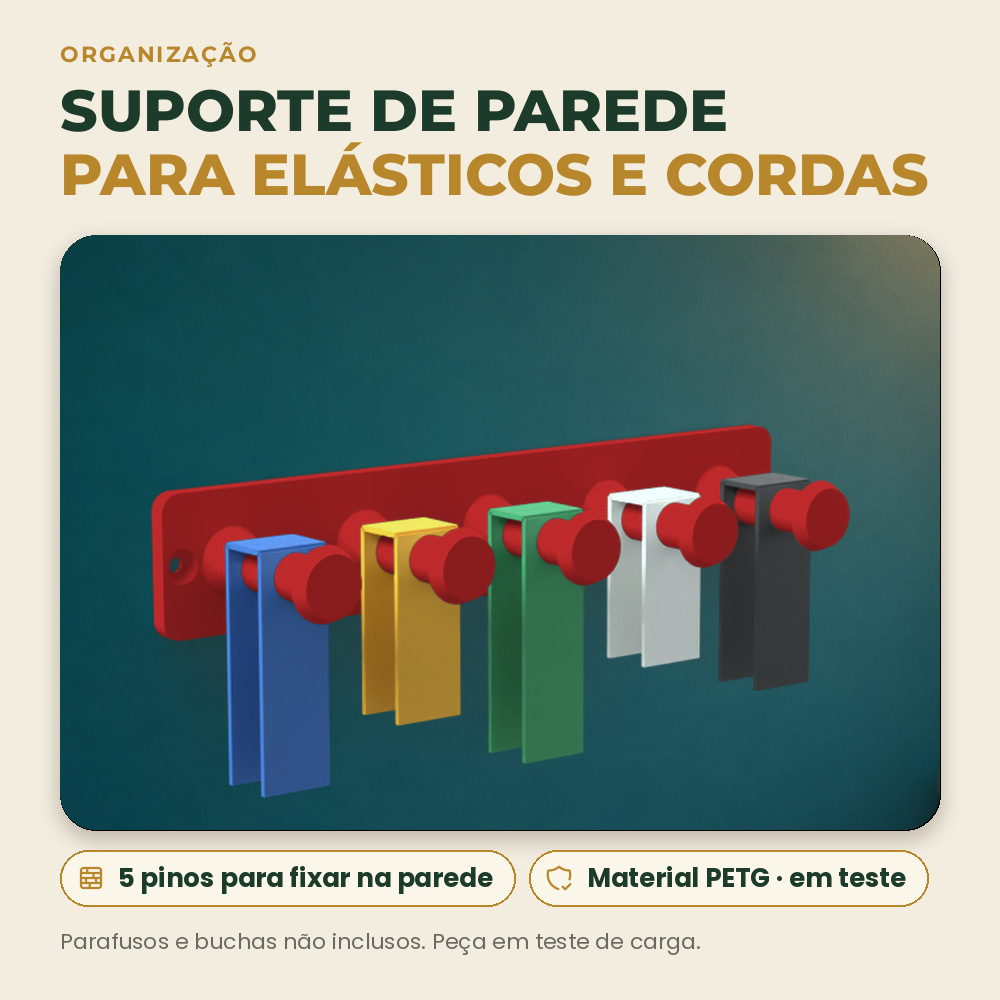 ORGANIZAÇÃO
SUPORTE DE PAREDE
PARA ELÁSTICOS E CORDAS
5 pinos para fixar na parede
Material PETG · em teste
Parafusos e buchas não inclusos. Peça em teste de carga.